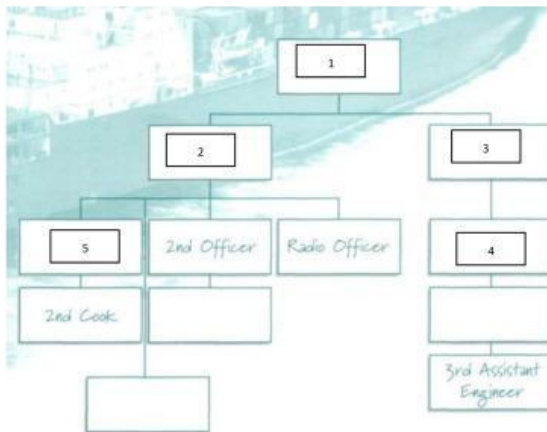 1
2
3
5
2nd Officer
Radio Officer
4
2nd Cook
3rd Assistant
Engineer